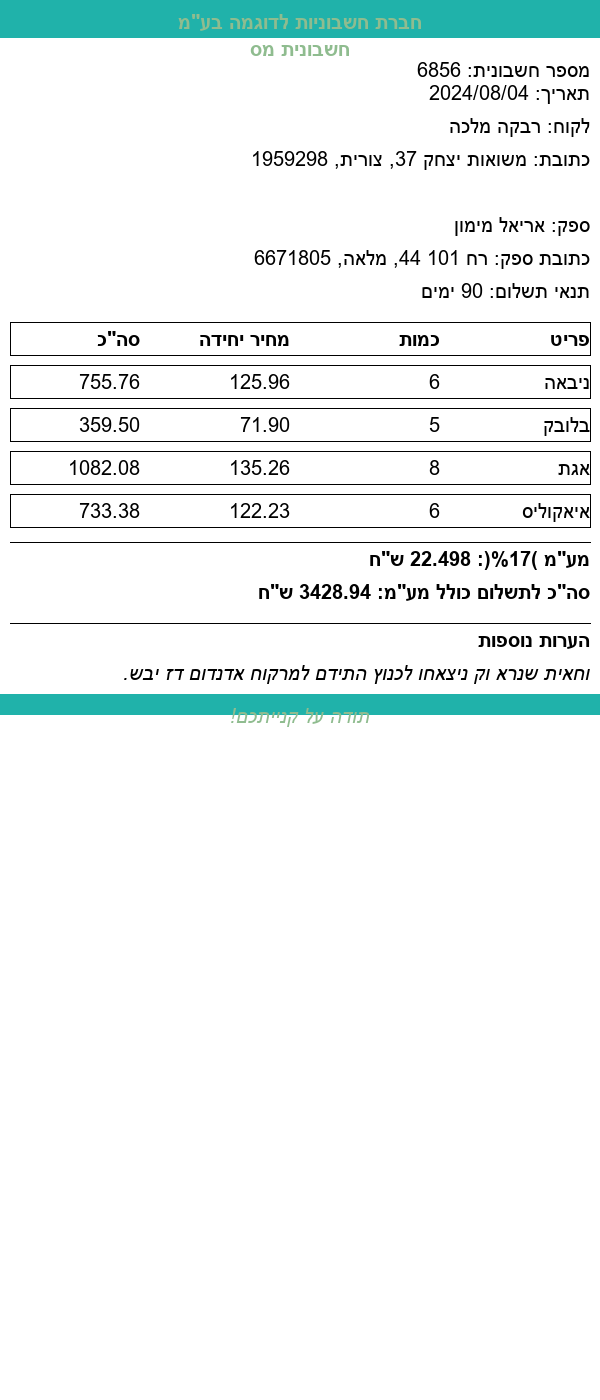 חברת חשבוניות לדוגמה בע"מ
חשבונית מס
מספר חשבונית: 6856
תאריך: 2024/08/04
לקוח: רבקה מלכה
כתובת: משואות יצחק 37, צורית, 1959298
ספק: אריאל מימון
כתובת ספק: רח 101 44, מלאה, 6671805
תנאי תשלום: 90 ימים
פריט כמות מחיר יחידה סה"כ
ניבאה 6 125.96 755.76
בלובק 5 71.90 359.50
אגת 8 135.26 1082.08
איאקוליס 6 122.23 733.38
מע"מ )17%(: 22.498 ש"ח
סה"כ לתשלום כולל מע"מ: 3428.94 ש"ח
הערות נוספות
וחאית שנרא וק ניצאחו לכנוץ התידם למרקוח אדנדום דז יבש.
תודה על קנייתכם!